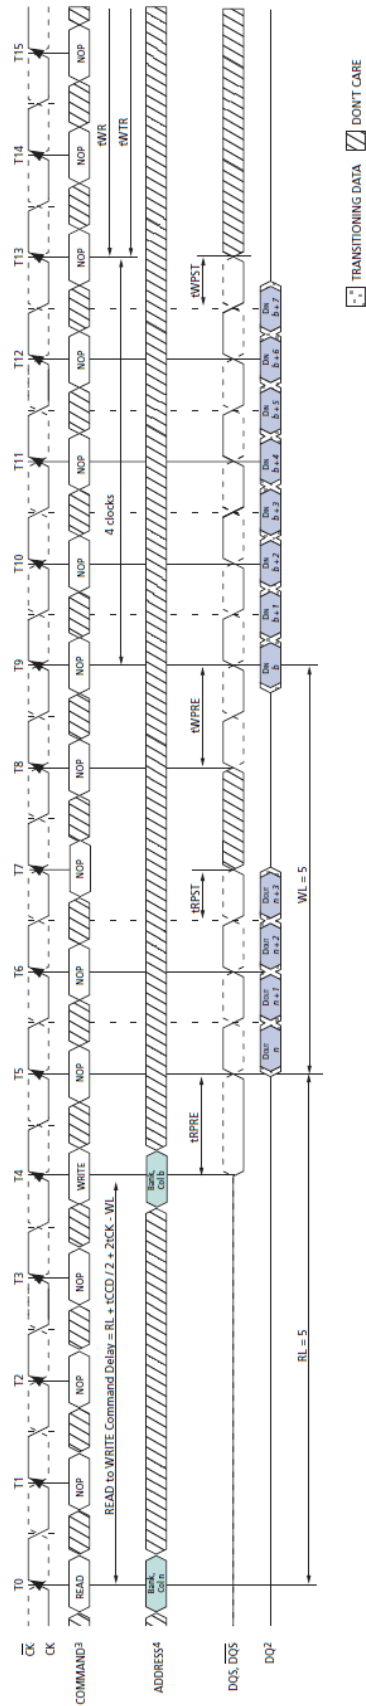 T0 T1 T2 T3 T4 T5 T6 T7 T8 T9 T10 T11 T12 T13 T14 T15
C̅K̅
CK
COMMAND³ READ NOP NOP NOP WRITE NOP NOP NOP NOP NOP NOP NOP NOP NOP NOP NOP
tWR
READ to WRITE Command Delay = RL + tCCD / 2 + 2tCK - WL 4 clocks tWTR
ADDRESS⁴ Bank, Col n Bank, Col b
tRPRE tRPST tWPRE tWPST
DQS, D̅Q̅S̅
DQ² DOUT n DOUT n + 1 DOUT n + 2 DOUT n + 3 DIN b DIN b + 1 DIN b + 2 DIN b + 3 DIN b + 4 DIN b + 5 DIN b + 6 DIN b + 7
RL = 5 WL = 5
TRANSITIONING DATA DON'T CARE